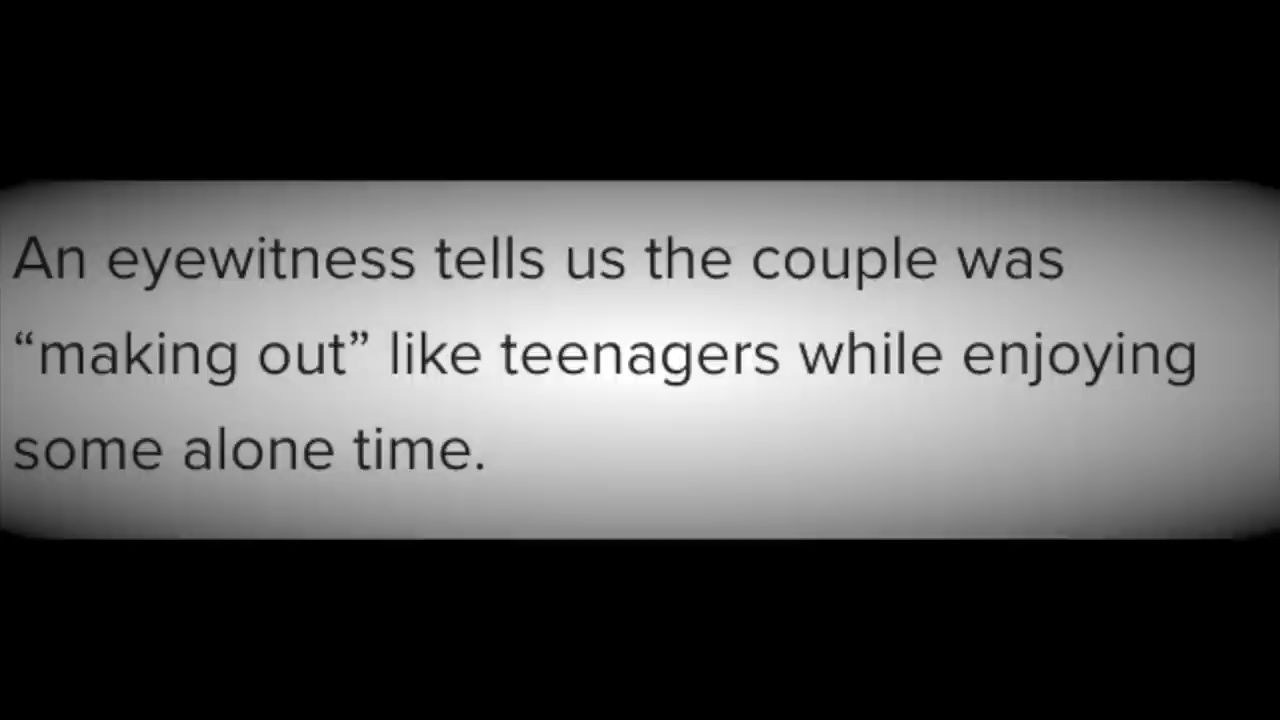 An eyewitness tells us the couple was
“making out” like teenagers while enjoying
some alone time.